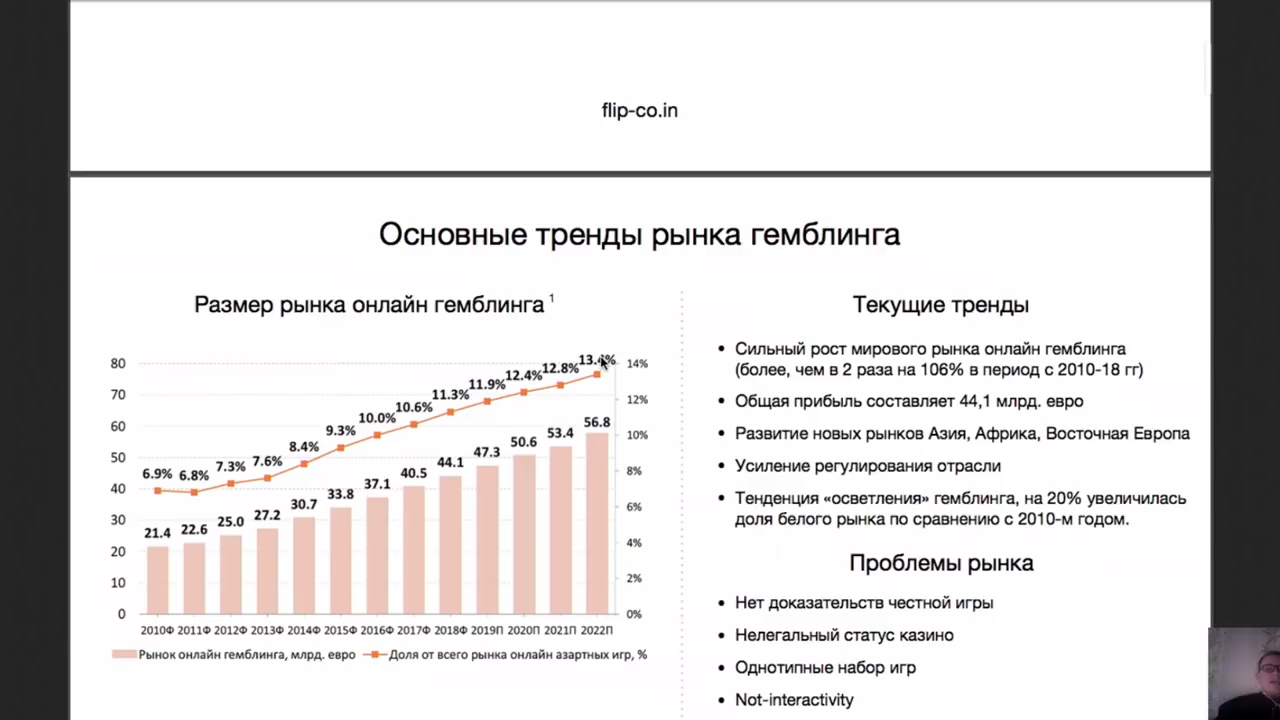 flip-co.in
Основные тренды рынка гемблинга
Размер рынка онлайн гемблинга 1
80
70
60
50
40
30
20
10
0
6.9% 6.8% 7.3% 7.6% 8.4% 9.3% 10.0% 10.6% 11.3% 11.9% 12.4% 12.8% 13.4%
21.4 22.6 25.0 27.2 30.7 33.8 37.1 40.5 44.1 47.3 50.6 53.4 56.8
14%
12%
10%
8%
6%
4%
2%
0%
2010Ф 2011Ф 2012Ф 2013Ф 2014Ф 2015Ф 2016Ф 2017Ф 2018Ф 2019П 2020П 2021П 2022П
Рынок онлайн гемблинга, млрд. евро Доля от всего рынка онлайн азартных игр, %
Текущие тренды
• Сильный рост мирового рынка онлайн гемблинга
(более, чем в 2 раза на 106% в период с 2010-18 гг)
• Общая прибыль составляет 44,1 млрд. евро
• Развитие новых рынков Азия, Африка, Восточная Европа
• Усиление регулирования отрасли
• Тенденция «осветления» гемблинга, на 20% увеличилась
доля белого рынка по сравнению с 2010-м годом.
Проблемы рынка
• Нет доказательств честной игры
• Нелегальный статус казино
• Однотипные набор игр
• Not-interactivity